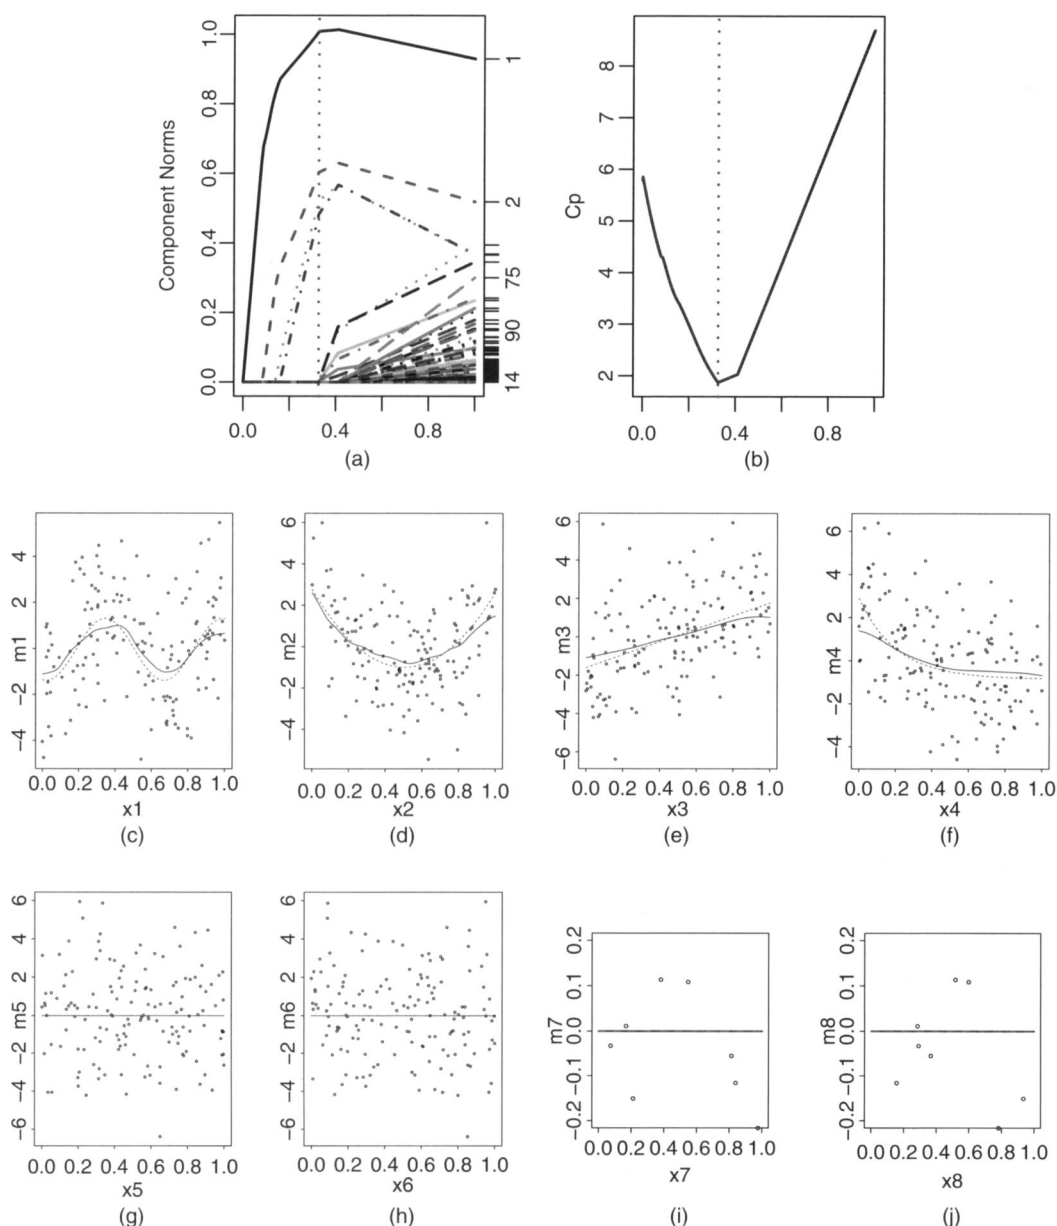 Component Norms
0.0 0.2 0.4 0.6 0.8 1.0
1
2
75
90
14
0.0 0.4 0.8
(a)
Cp
2 3 4 5 6 7 8
0.0 0.4 0.8
(b)
m1
-4 -2 2 4
0.0 0.2 0.4 0.6 0.8 1.0
x1
(c)
m2
-4 -2 2 4 6
0.0 0.2 0.4 0.6 0.8 1.0
x2
(d)
m3
-6 -4 -2 2 4 6
0.0 0.2 0.4 0.6 0.8 1.0
x3
(e)
m4
-4 -2 2 4 6
0.0 0.2 0.4 0.6 0.8 1.0
x4
(f)
m5
-6 -4 -2 2 4 6
0.0 0.2 0.4 0.6 0.8 1.0
x5
(g)
m6
-6 -4 -2 2 4 6
0.0 0.2 0.4 0.6 0.8 1.0
x6
(h)
m7
-0.2 -0.1 0.0 0.1 0.2
0.0 0.2 0.4 0.6 0.8 1.0
x7
(i)
m8
-0.2 -0.1 0.0 0.1 0.2
0.0 0.2 0.4 0.6 0.8 1.0
x8
(j)